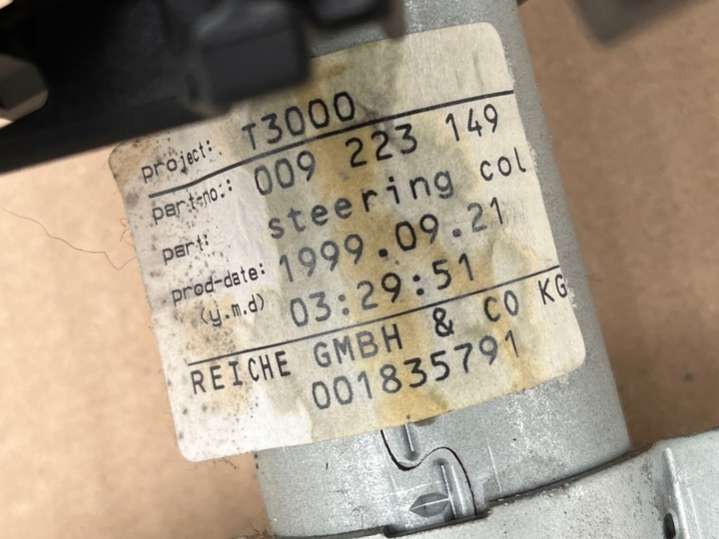 project: T3000
part-no.: 009 223 149
part: steering col
prod-date: 1999.09.21
(y.m.d) 03:29:51
REICHE GMBH & CO KG
001835791